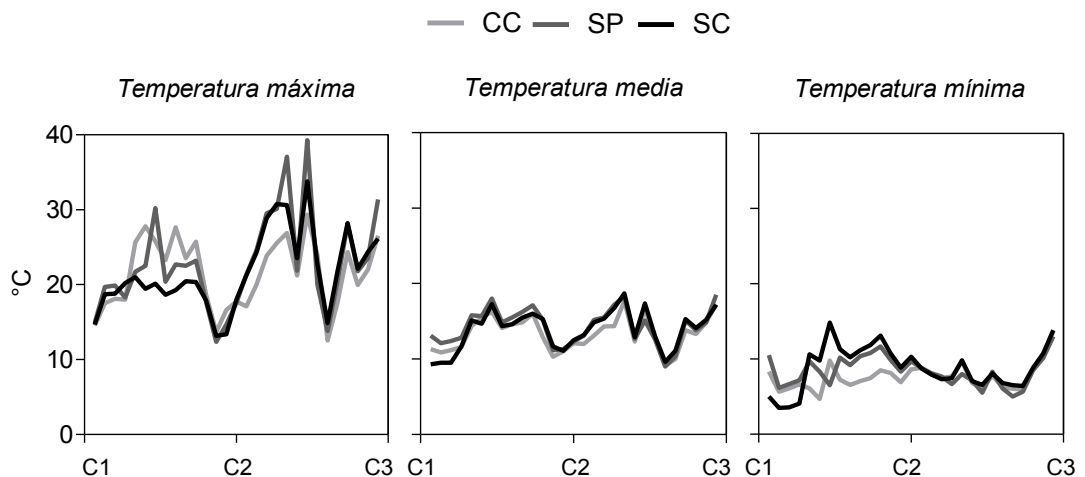 CC SP SC
Temperatura máxima Temperatura media Temperatura mínima
40
30
20
10
0
°C
C1 C2 C3 C1 C2 C3 C1 C2 C3